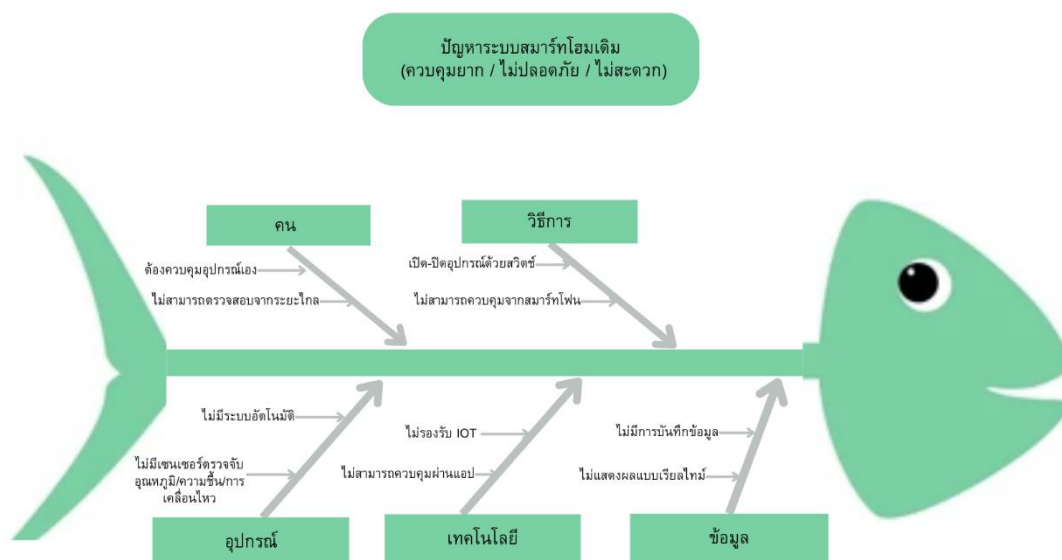 ปัญหาระบบสมาร์ทโฮมเดิม
(ควบคุมยาก / ไม่ปลอดภัย / ไม่สะดวก)
คน
วิธีการ
ต้องควบคุมอุปกรณ์เอง
ไม่สามารถตรวจสอบจากระยะไกล
เปิด-ปิดอุปกรณ์ด้วยสวิตช์
ไม่สามารถควบคุมจากสมาร์ทโฟน
ไม่มีระบบอัตโนมัติ
ไม่มีเซนเซอร์ตรวจจับ
อุณหภูมิ/ความชื้น/การ
เคลื่อนไหว
ไม่รองรับ IOT
ไม่สามารถควบคุมผ่านแอป
ไม่มีการบันทึกข้อมูล
ไม่แสดงผลแบบเรียลไทม์
อุปกรณ์
เทคโนโลยี
ข้อมูล